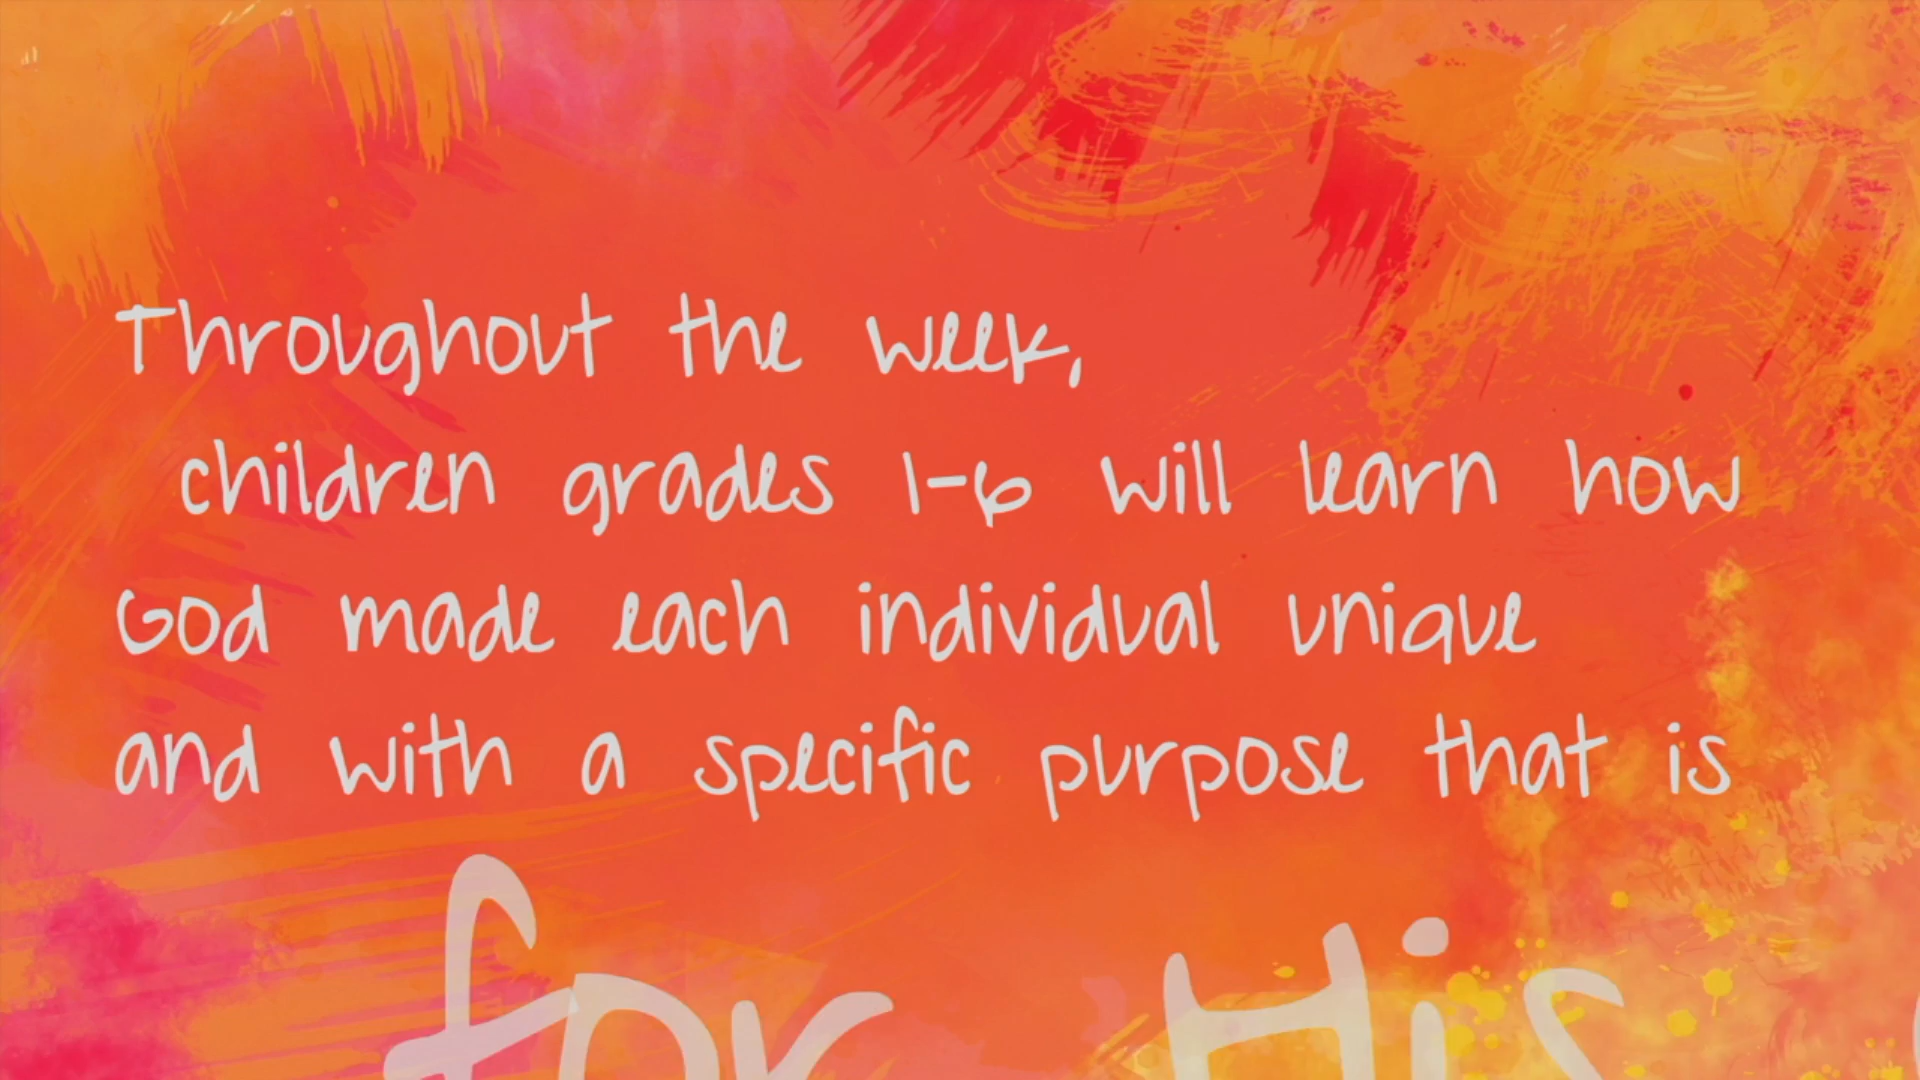 Throughout the week,
children grades 1-6 will learn how
God made each individual unique
and with a specific purpose that is
for His